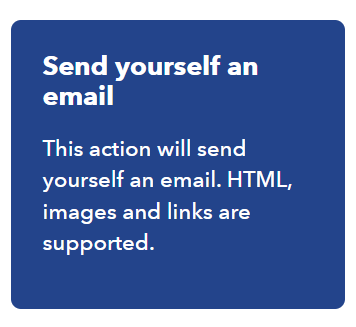 Send yourself an
email
This action will send
yourself an email. HTML,
images and links are
supported.